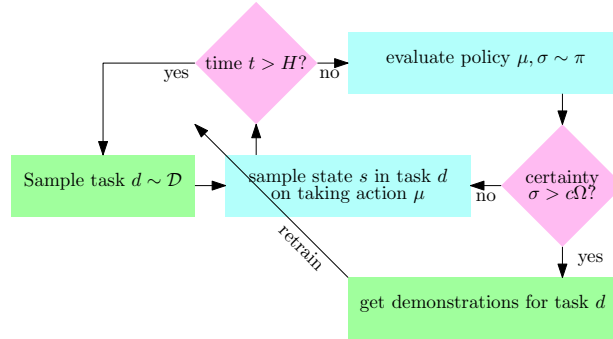 time t > H?
yes
no
evaluate policy μ, σ ∼ π
Sample task d ∼ 𝒟
sample state s in task d
on taking action μ
certainty
σ > cΩ?
no
yes
retrain
get demonstrations for task d